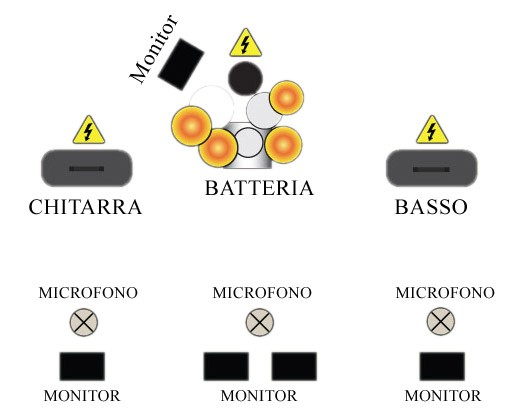 Monitor
BATTERIA
CHITARRA
BASSO
MICROFONO
MICROFONO
MICROFONO
MONITOR
MONITOR
MONITOR